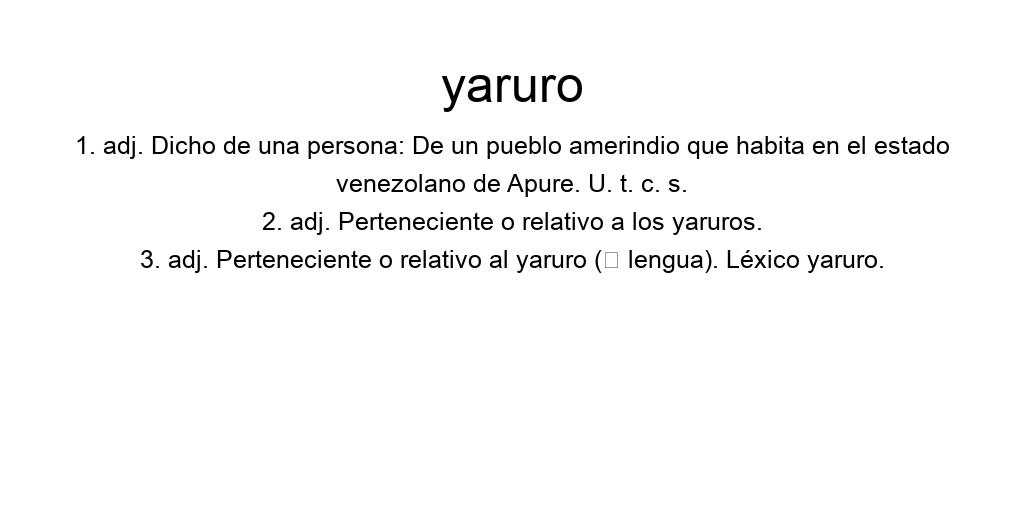 yaruro
1. adj. Dicho de una persona: De un pueblo amerindio que habita en el estado
venezolano de Apure. U. t. c. s.
2. adj. Perteneciente o relativo a los yaruros.
3. adj. Perteneciente o relativo al yaruro (□ lengua). Léxico yaruro.